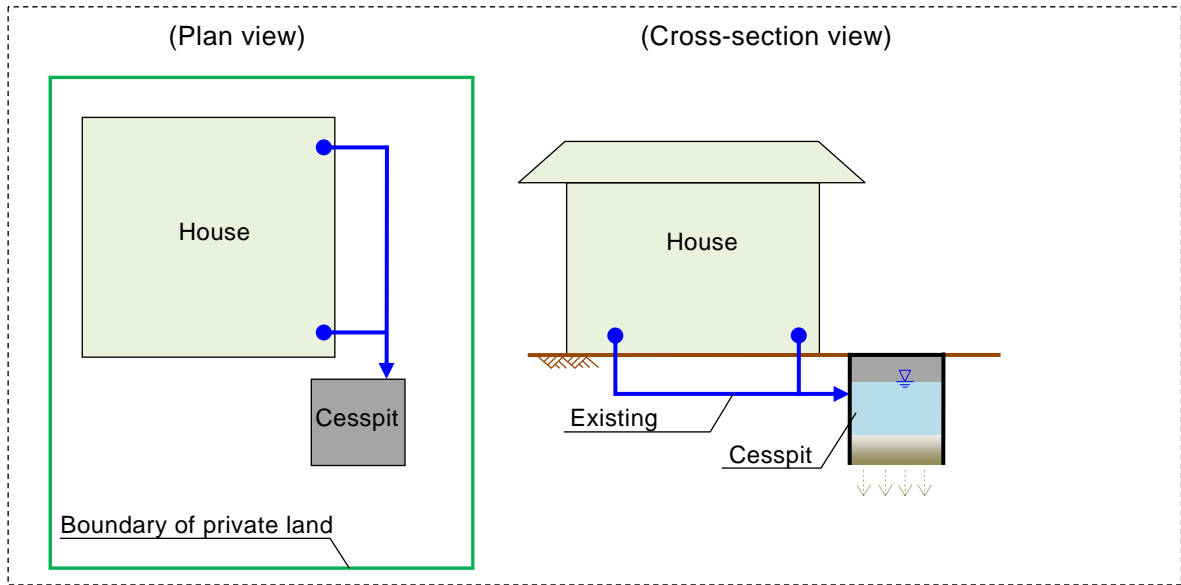 (Plan view)
(Cross-section view)
House
House
Cesspit
Existing
Cesspit
Boundary of private land